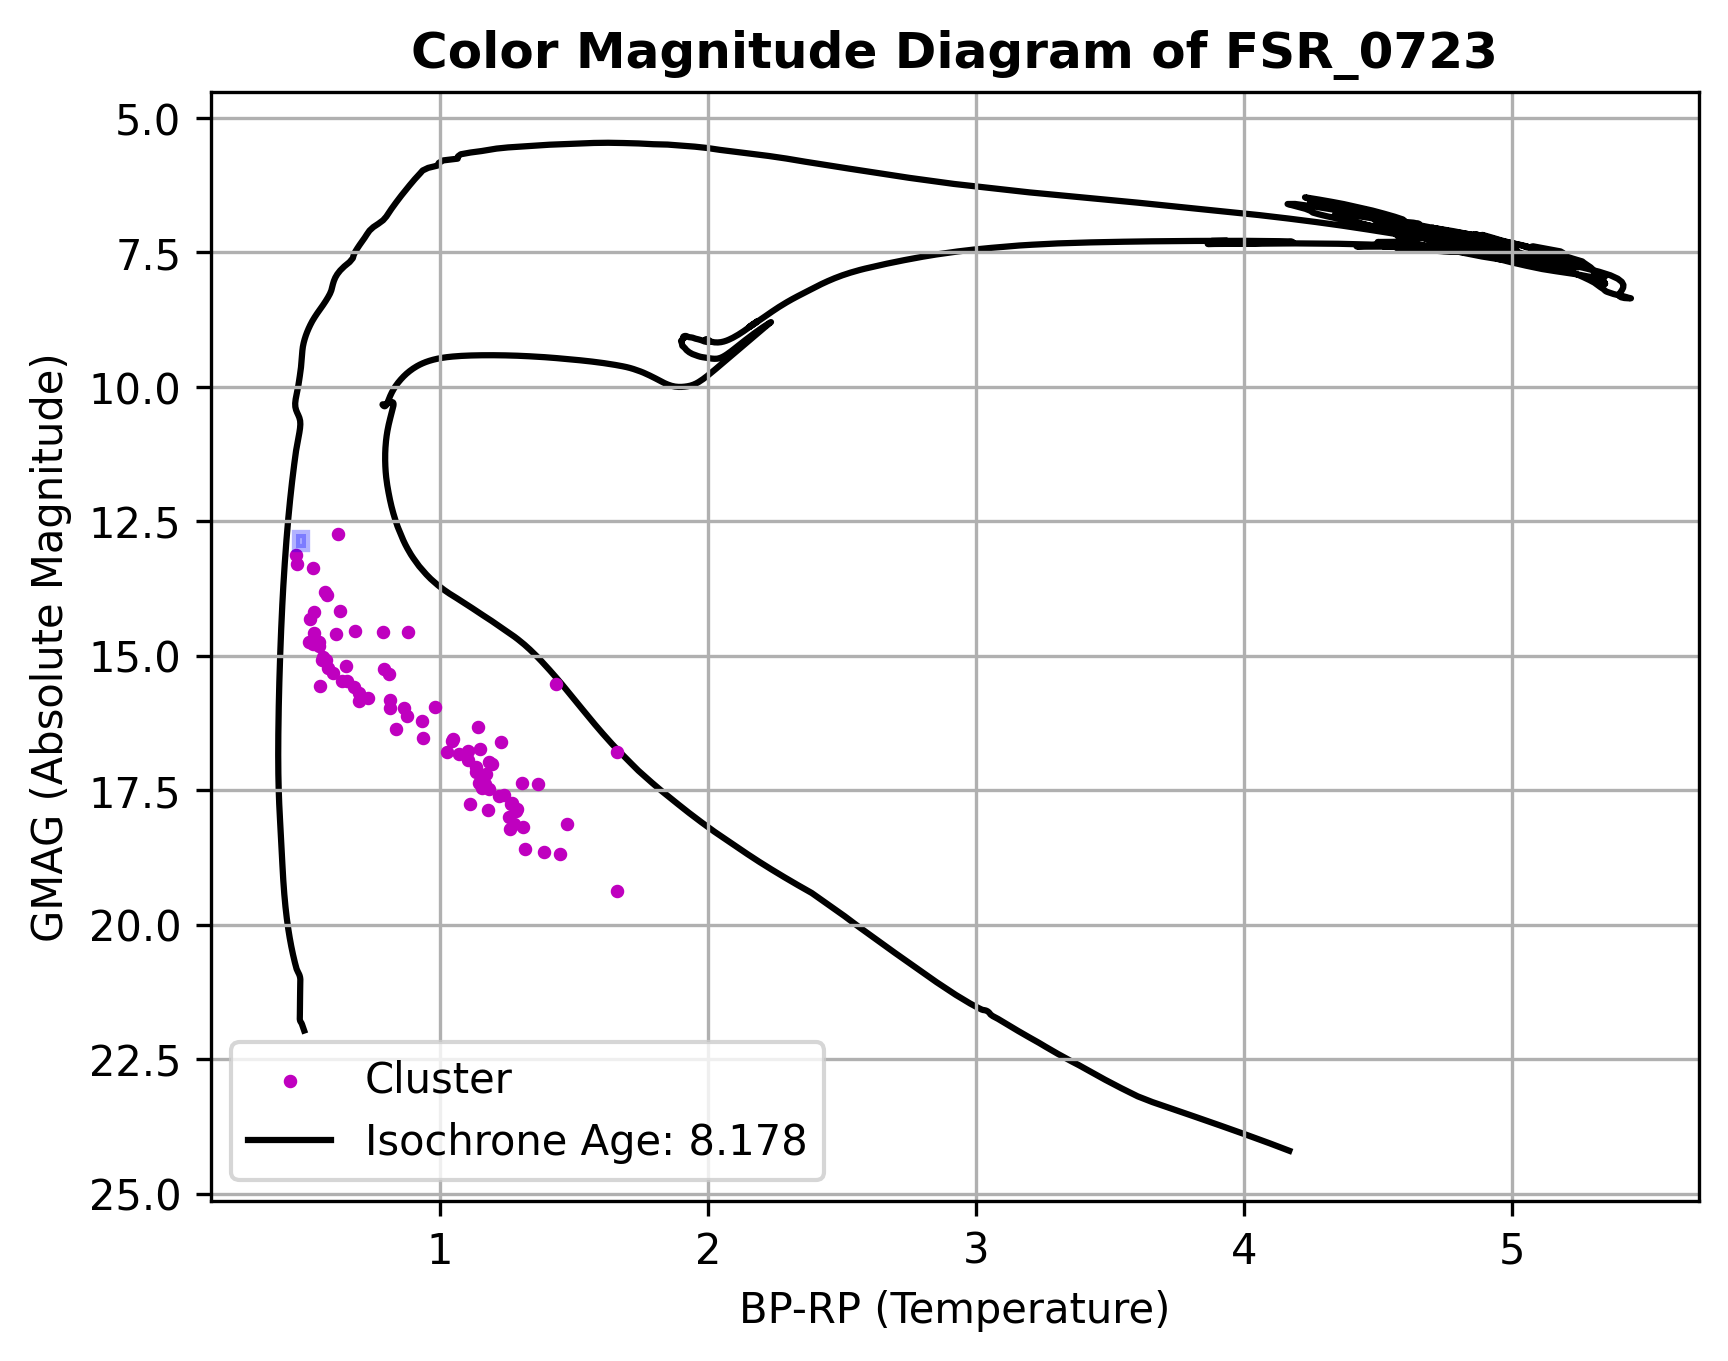 Color Magnitude Diagram of FSR_0723
5.0
7.5
10.0
12.5
15.0
17.5
20.0
22.5
25.0
GMAG (Absolute Magnitude)
Cluster
Isochrone Age: 8.178
1 2 3 4 5
BP-RP (Temperature)